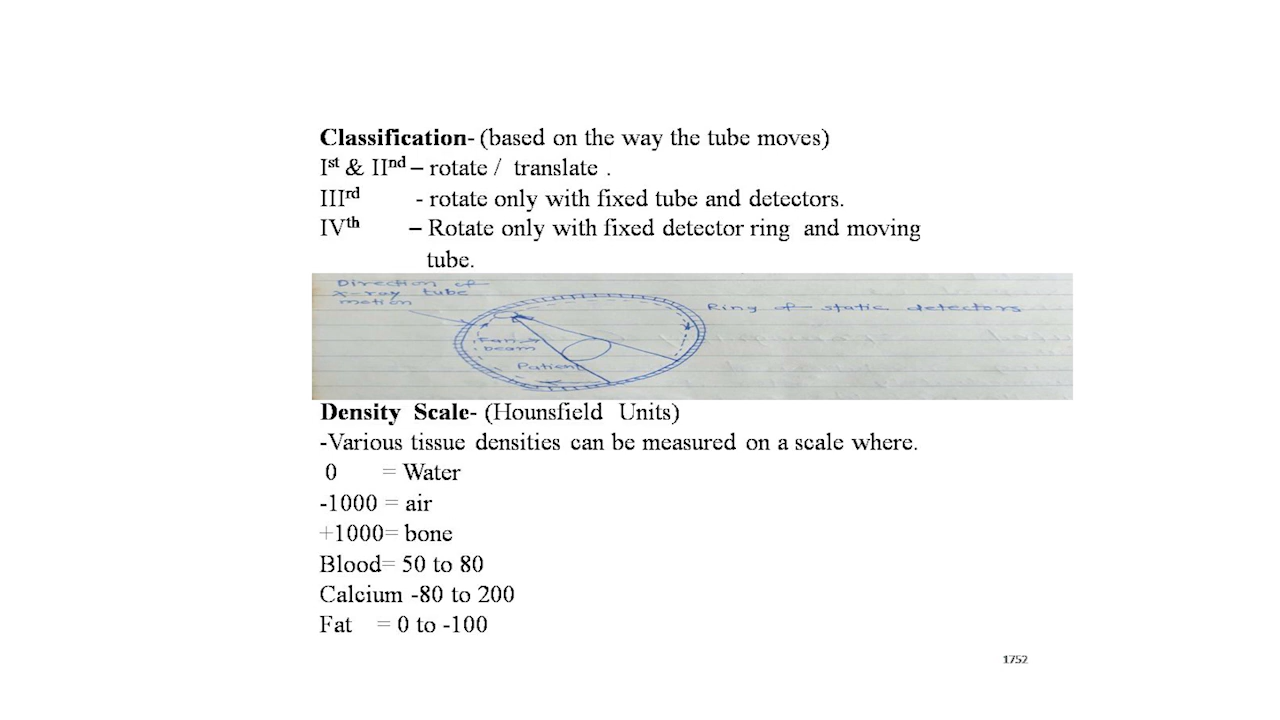 Classification- (based on the way the tube moves)
Ist & IInd – rotate / translate .
IIIrd - rotate only with fixed tube and detectors.
IVth – Rotate only with fixed detector ring and moving
tube.
Direction of
x-ray tube
motion
Ring of static detectors
Fan
beam
Patient
Density Scale- (Hounsfield Units)
-Various tissue densities can be measured on a scale where.
0 = Water
-1000 = air
+1000= bone
Blood= 50 to 80
Calcium -80 to 200
Fat = 0 to -100
1752